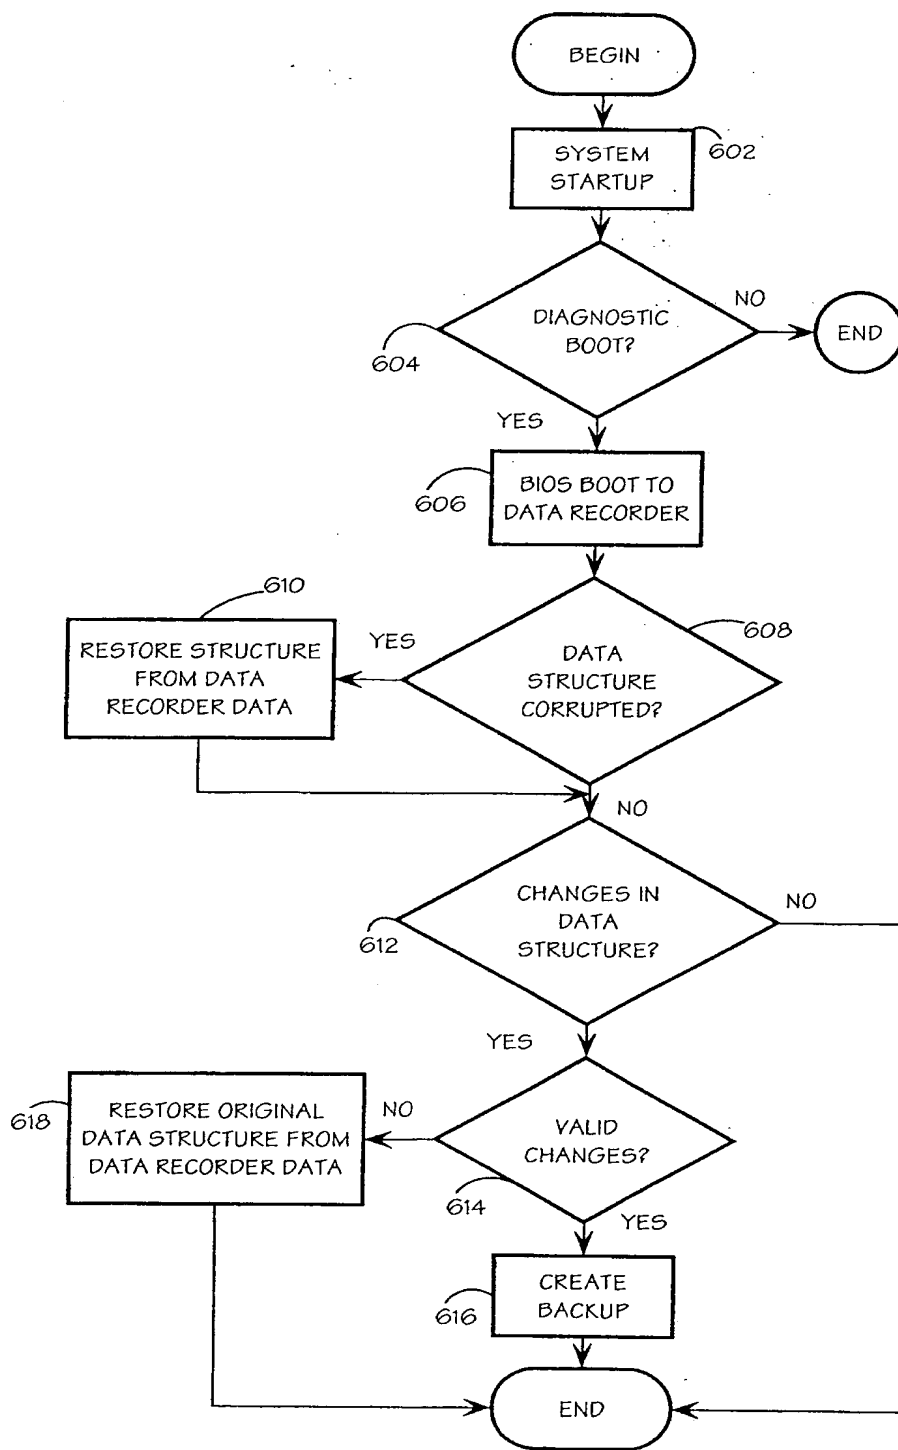 BEGIN
SYSTEM
STARTUP
602
DIAGNOSTIC
BOOT?
604
NO
END
YES
BIOS BOOT TO
DATA RECORDER
606
610
RESTORE STRUCTURE
FROM DATA
RECORDER DATA
YES
DATA
STRUCTURE
CORRUPTED?
608
NO
CHANGES IN
DATA
STRUCTURE?
612
NO
YES
618
RESTORE ORIGINAL
DATA STRUCTURE FROM
DATA RECORDER DATA
NO
VALID
CHANGES?
614
YES
CREATE
BACKUP
616
END